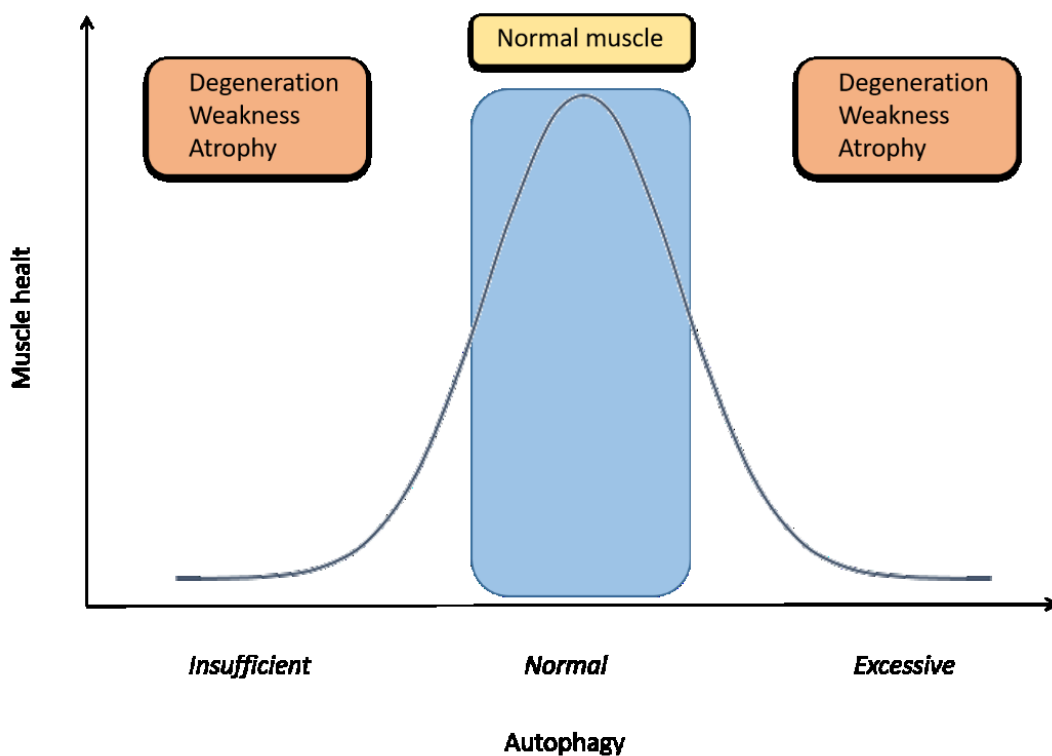 Normal muscle
Degeneration
Weakness
Atrophy
Degeneration
Weakness
Atrophy
Muscle healt
Insufficient
Normal
Excessive
Autophagy